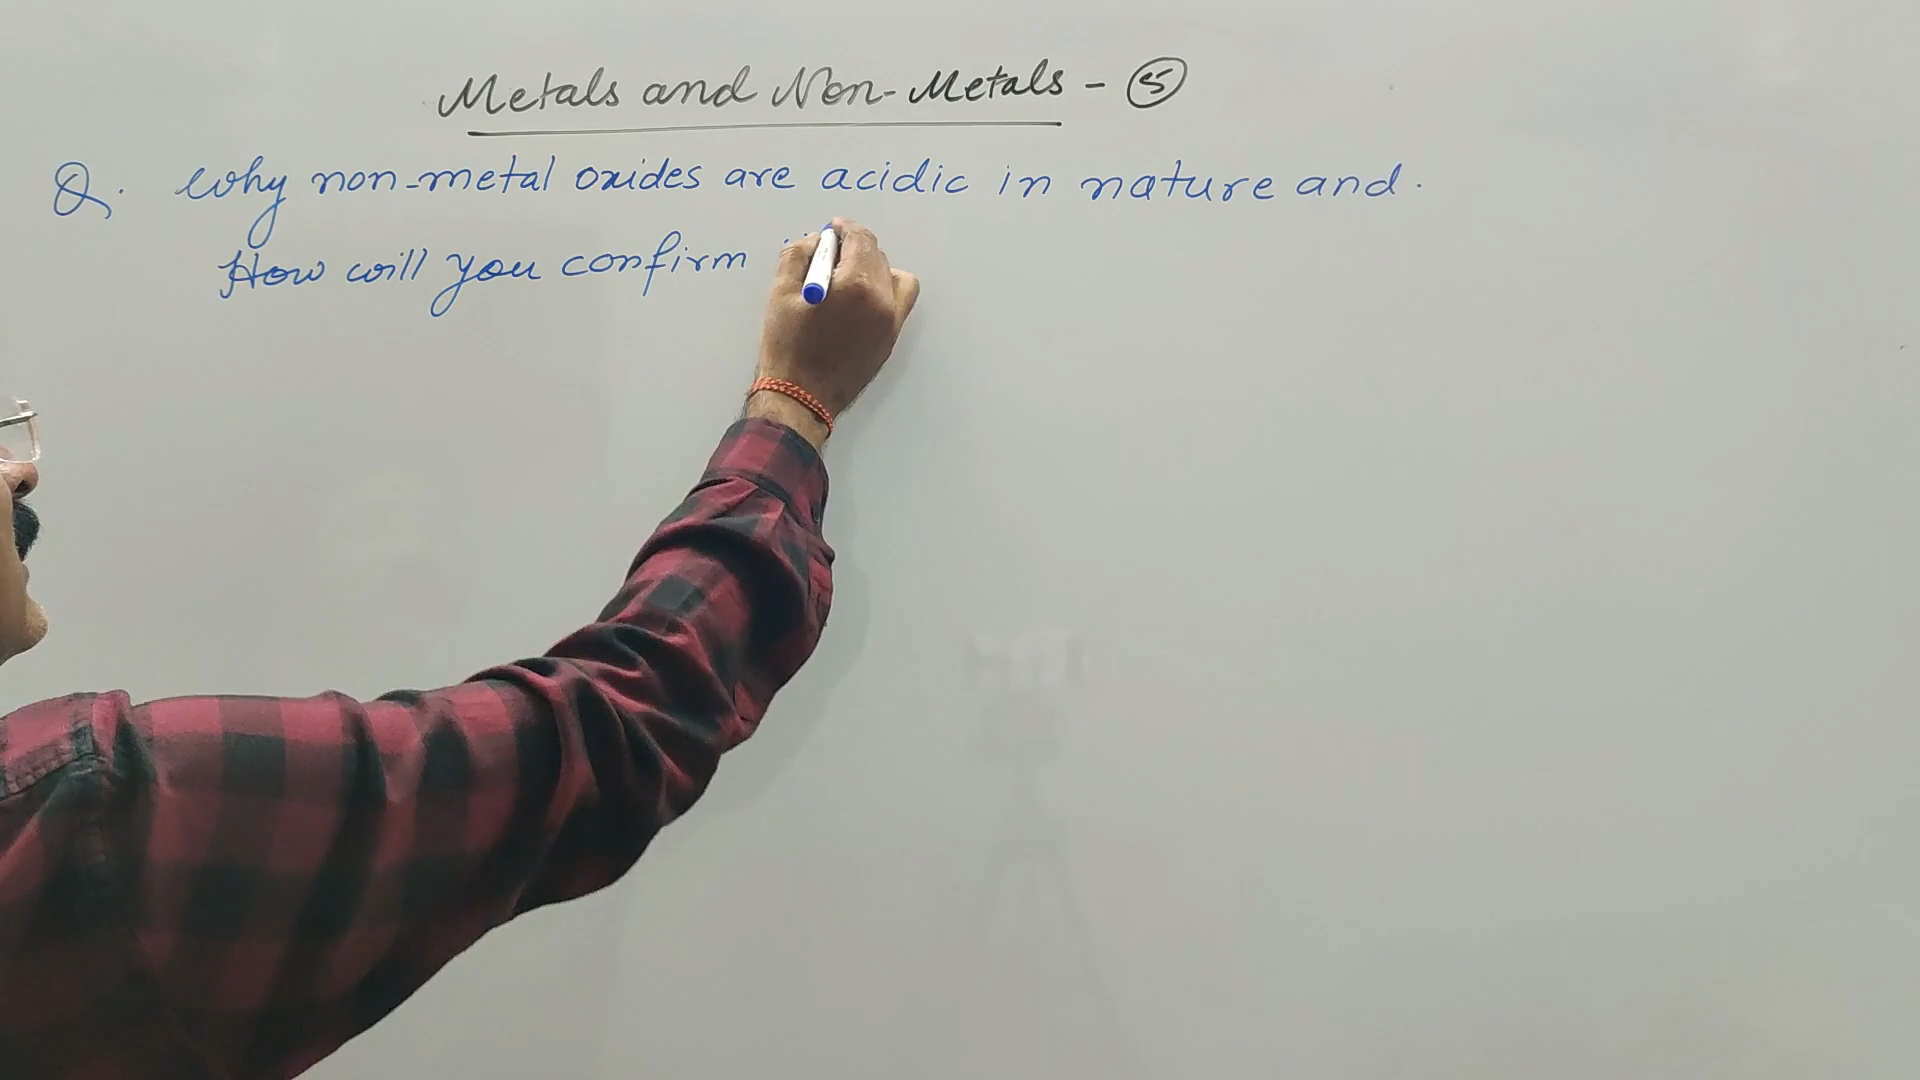 Metals and Non-Metals - ⑤
Q. Why non-metal oxides are acidic in nature and.
How will you confirm